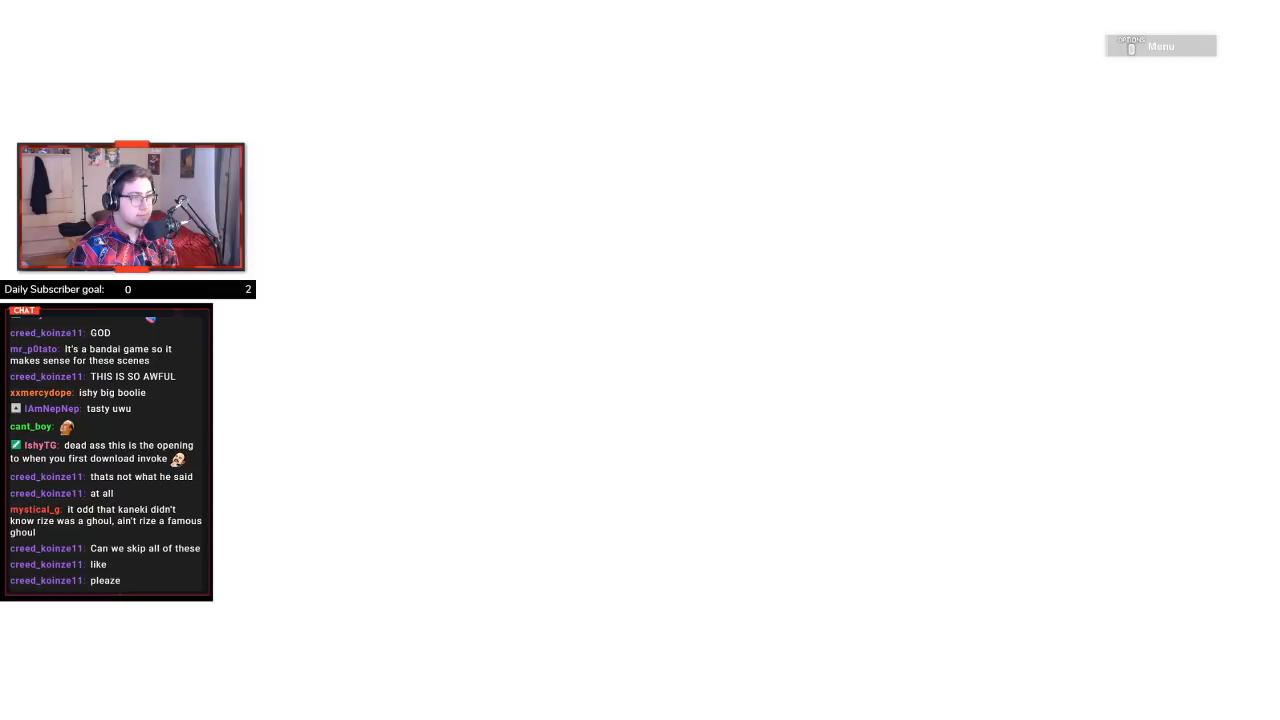 OPTIONS
Menu
Daily Subscriber goal: 0 2
CHAT
creed_koinze11: GOD
mr_p0tato: It's a bandai game so it
makes sense for these scenes
creed_koinze11: THIS IS SO AWFUL
xxmercydope: ishy big boolie
IAmNepNep: tasty uwu
cant_boy:
IshyTG: dead ass this is the opening
to when you first download invoke
creed_koinze11: thats not what he said
creed_koinze11: at all
mystical_g: it odd that kaneki didn't
know rize was a ghoul, ain't rize a famous
ghoul
creed_koinze11: Can we skip all of these
creed_koinze11: like
creed_koinze11: pleaze